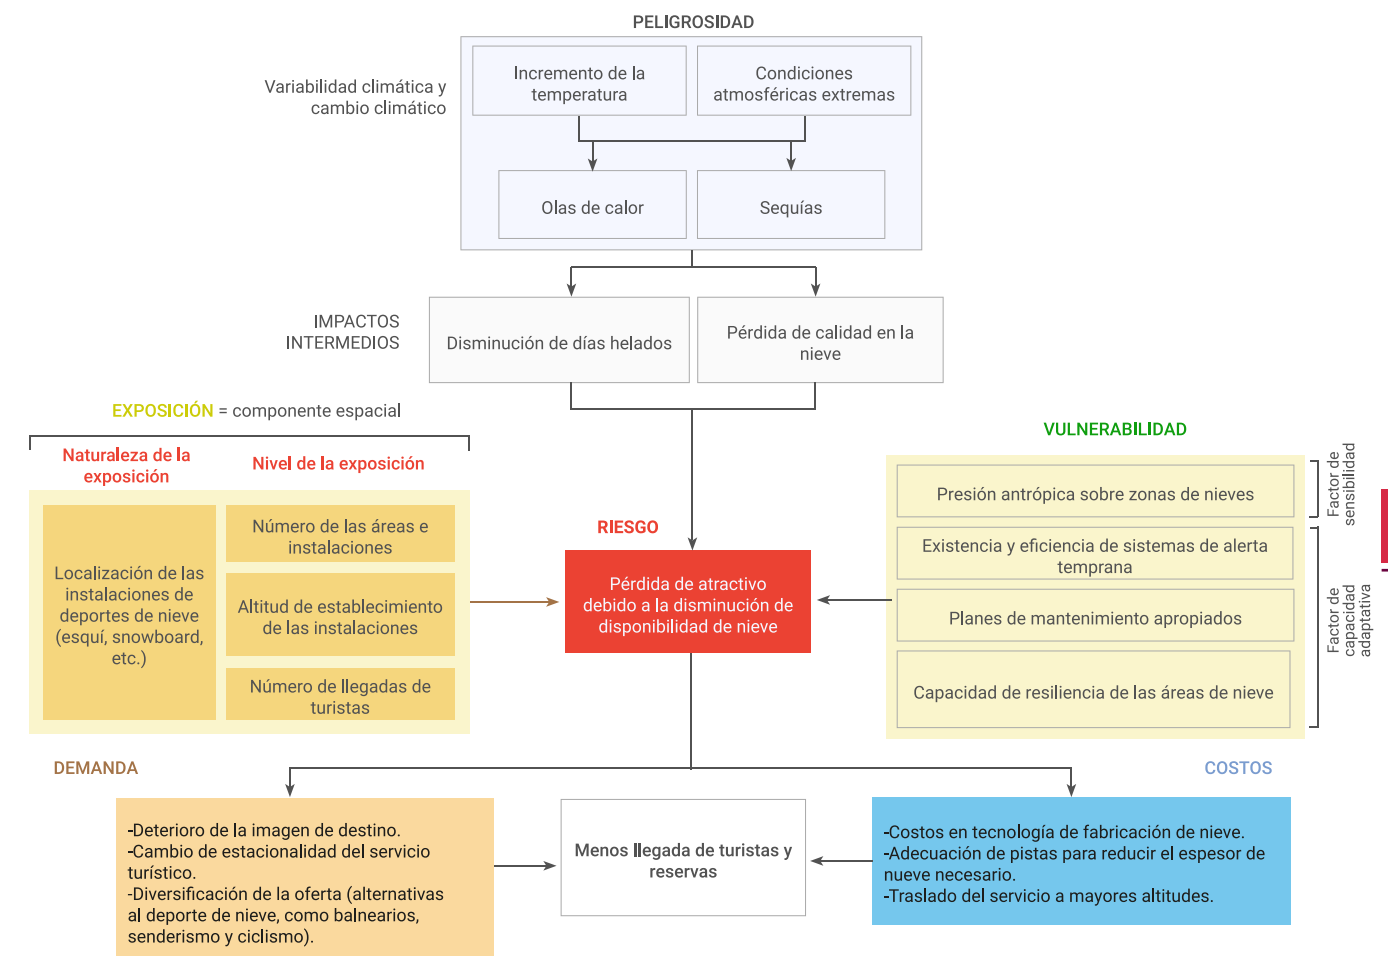 PELIGROSIDAD
Variabilidad climática y
cambio climático
Incremento de la
temperatura
Condiciones
atmosféricas extremas
Olas de calor
Sequías
IMPACTOS
INTERMEDIOS
Disminución de días helados
Pérdida de calidad en la
nieve
EXPOSICIÓN = componente espacial
Naturaleza de la
exposición
Nivel de la exposición
Localización de las
instalaciones de
deportes de nieve
(esquí, snowboard,
etc.)
Número de las áreas e
instalaciones
Altitud de establecimiento
de las instalaciones
Número de llegadas de
turistas
RIESGO
Pérdida de atractivo
debido a la disminución de
disponibilidad de nieve
VULNERABILIDAD
Presión antrópica sobre zonas de nieves
Existencia y eficiencia de sistemas de alerta
temprana
Planes de mantenimiento apropiados
Capacidad de resiliencia de las áreas de nieve
Factor de
sensibilidad
Factor de
capacidad
adaptativa
DEMANDA
-Deterioro de la imagen de destino.
-Cambio de estacionalidad del servicio
turístico.
-Diversificación de la oferta (alternativas
al deporte de nieve, como balnearios,
senderismo y ciclismo).
Menos llegada de turistas y
reservas
COSTOS
-Costos en tecnología de fabricación de nieve.
-Adecuación de pistas para reducir el espesor de
nueve necesario.
-Traslado del servicio a mayores altitudes.